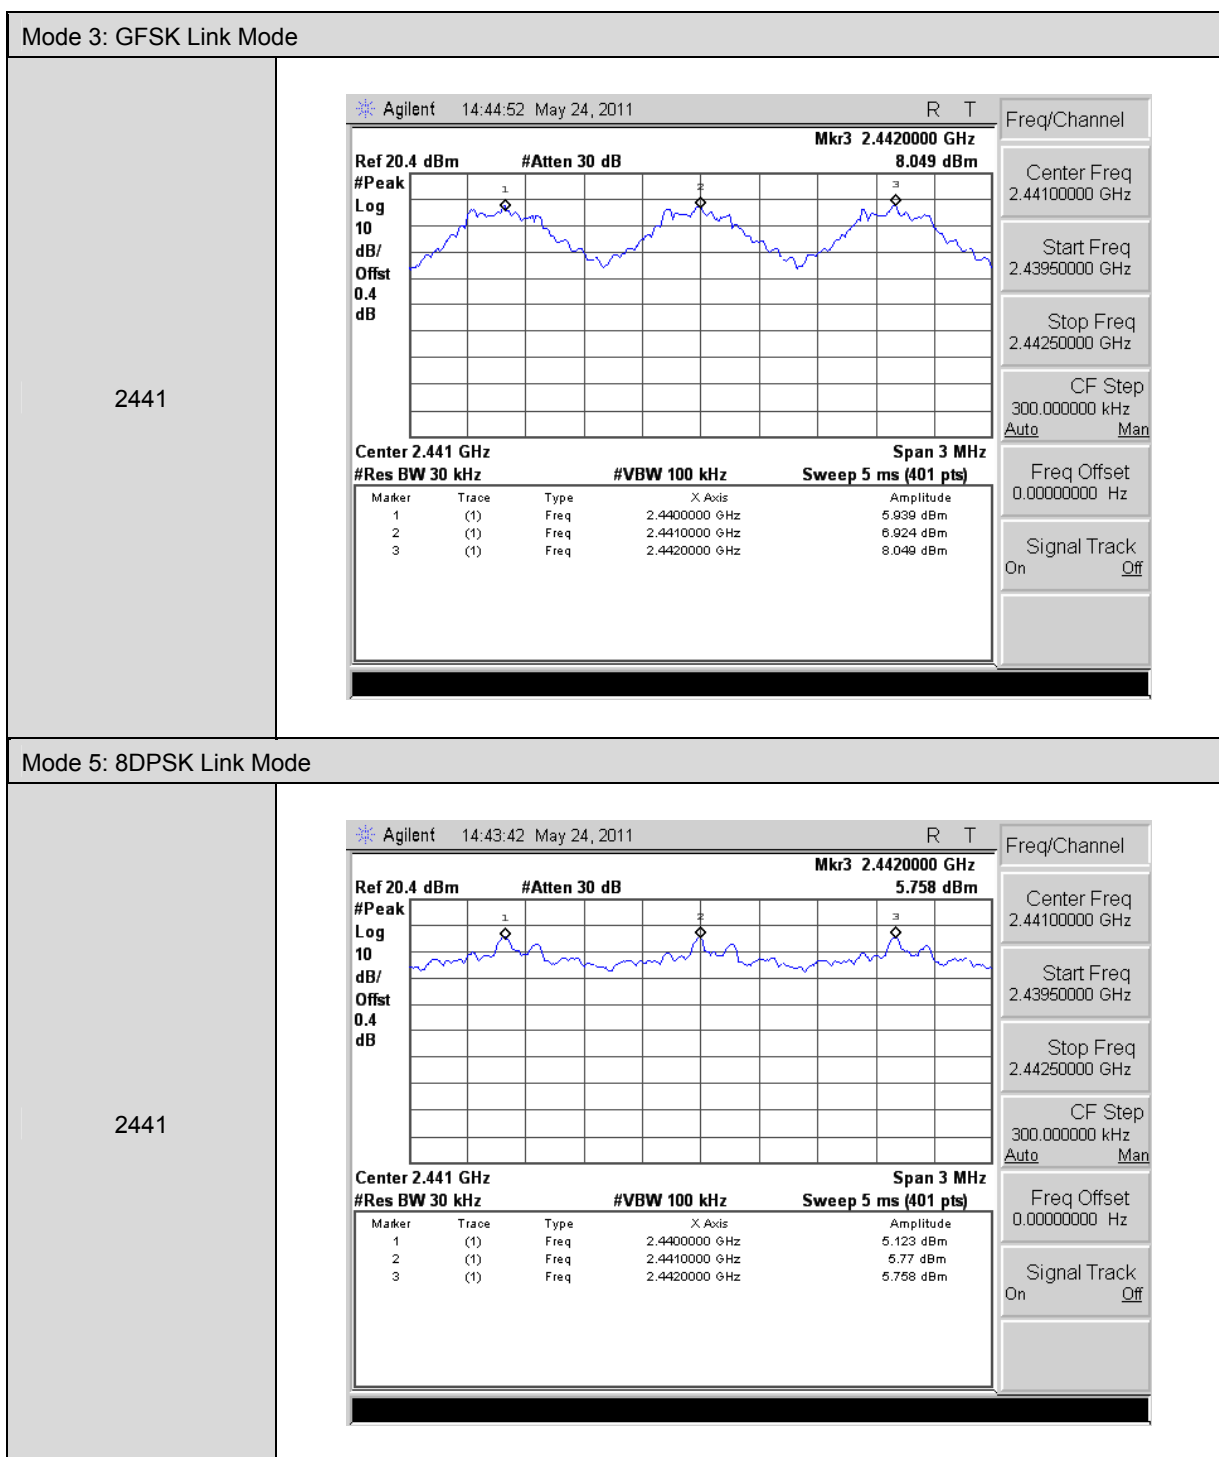 Mode 3: GFSK Link Mode
2441
Agilent 14:44:52 May 24, 2011 R T
Mkr3 2.4420000 GHz
Ref 20.4 dBm #Atten 30 dB 8.049 dBm
#Peak
Log
10
dB/
Offst
0.4
dB
1 2 3
Center 2.441 GHz Span 3 MHz
#Res BW 30 kHz #VBW 100 kHz Sweep 5 ms (401 pts)
Marker Trace Type X Axis Amplitude
1 (1) Freq 2.4400000 GHz 5.939 dBm
2 (1) Freq 2.4410000 GHz 6.924 dBm
3 (1) Freq 2.4420000 GHz 8.049 dBm
Freq/Channel
Center Freq
2.44100000 GHz
Start Freq
2.43950000 GHz
Stop Freq
2.44250000 GHz
CF Step
300.000000 kHz
Auto Man
Freq Offset
0.00000000 Hz
Signal Track
On Off
Mode 5: 8DPSK Link Mode
2441
Agilent 14:43:42 May 24, 2011 R T
Mkr3 2.4420000 GHz
Ref 20.4 dBm #Atten 30 dB 5.758 dBm
#Peak
Log
10
dB/
Offst
0.4
dB
1 2 3
Center 2.441 GHz Span 3 MHz
#Res BW 30 kHz #VBW 100 kHz Sweep 5 ms (401 pts)
Marker Trace Type X Axis Amplitude
1 (1) Freq 2.4400000 GHz 5.123 dBm
2 (1) Freq 2.4410000 GHz 5.77 dBm
3 (1) Freq 2.4420000 GHz 5.758 dBm
Freq/Channel
Center Freq
2.44100000 GHz
Start Freq
2.43950000 GHz
Stop Freq
2.44250000 GHz
CF Step
300.000000 kHz
Auto Man
Freq Offset
0.00000000 Hz
Signal Track
On Off